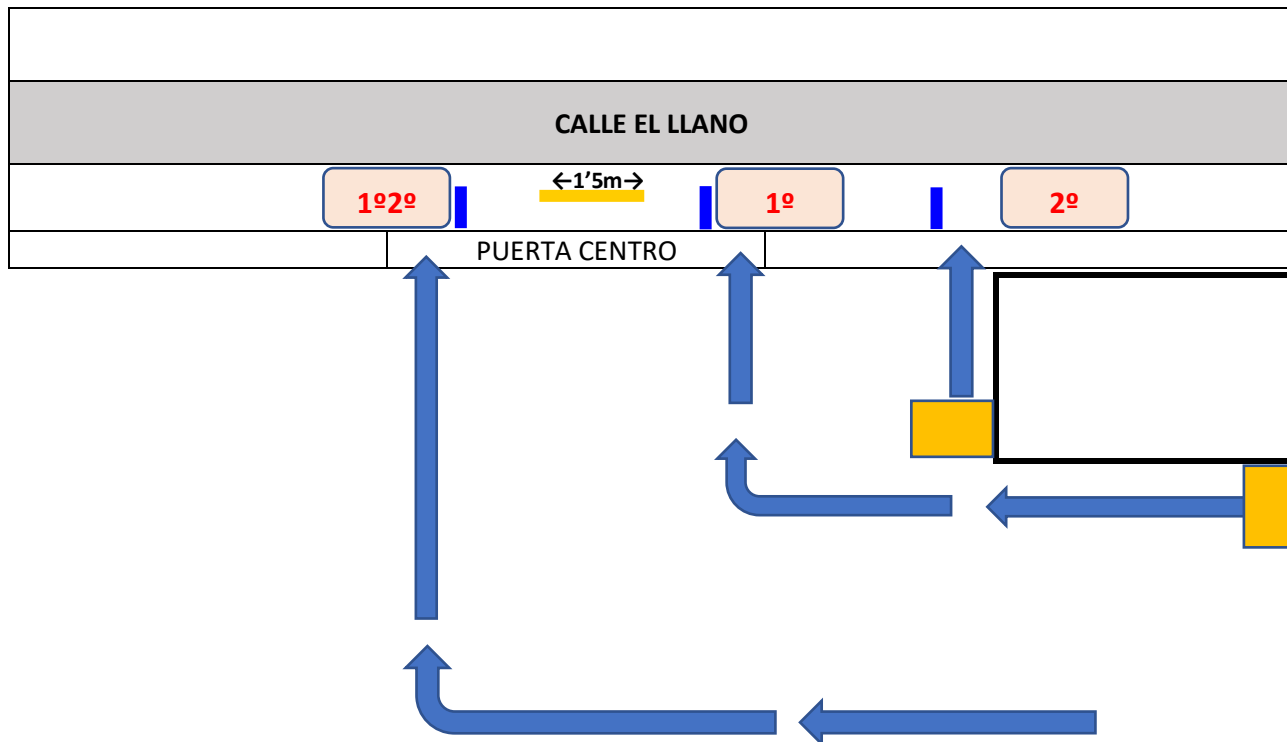 CALLE EL LLANO
←1’5m→
1º2º
1º
2º
PUERTA CENTRO